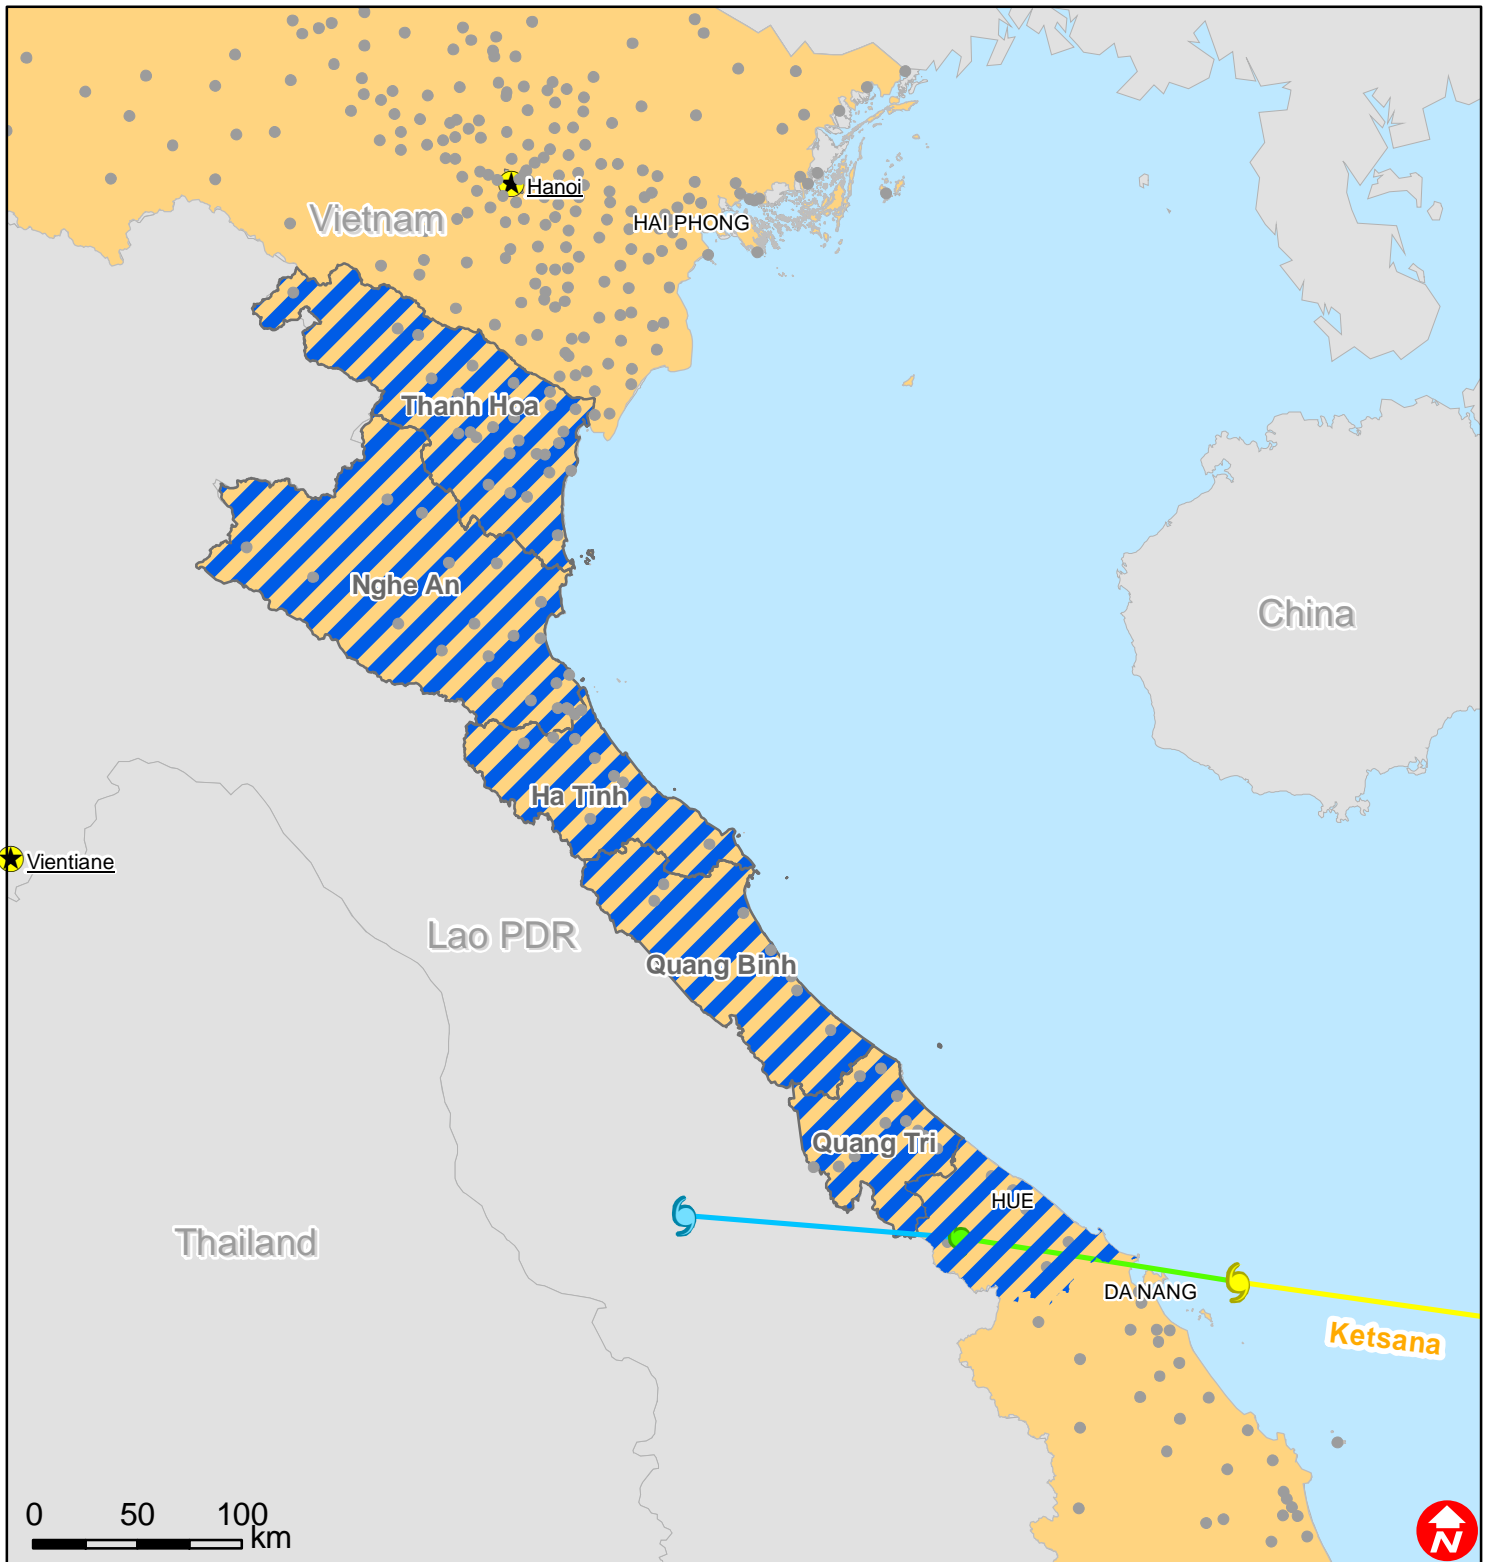 Hanoi
Vietnam
HAI PHONG
Thanh Hoa
Nghe An
China
Ha Tinh
Vientiane
Lao PDR
Quang Binh
Quang Tri
HUE
Thailand
DA NANG
Ketsana
0 50 100
km
N